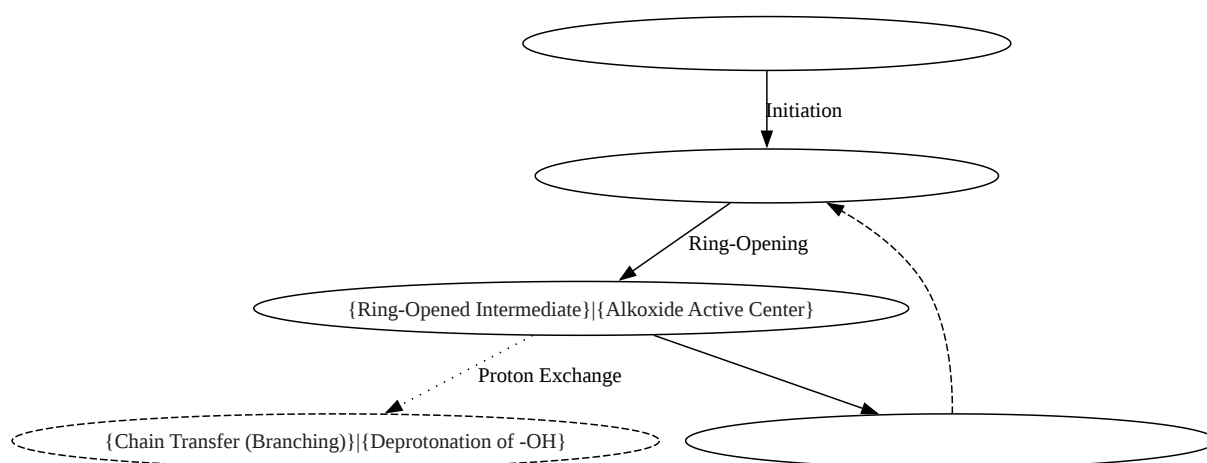 Initiation
Ring-Opening
{Ring-Opened Intermediate}|{Alkoxide Active Center}
Proton Exchange
{Chain Transfer (Branching)}|{Deprotonation of -OH}